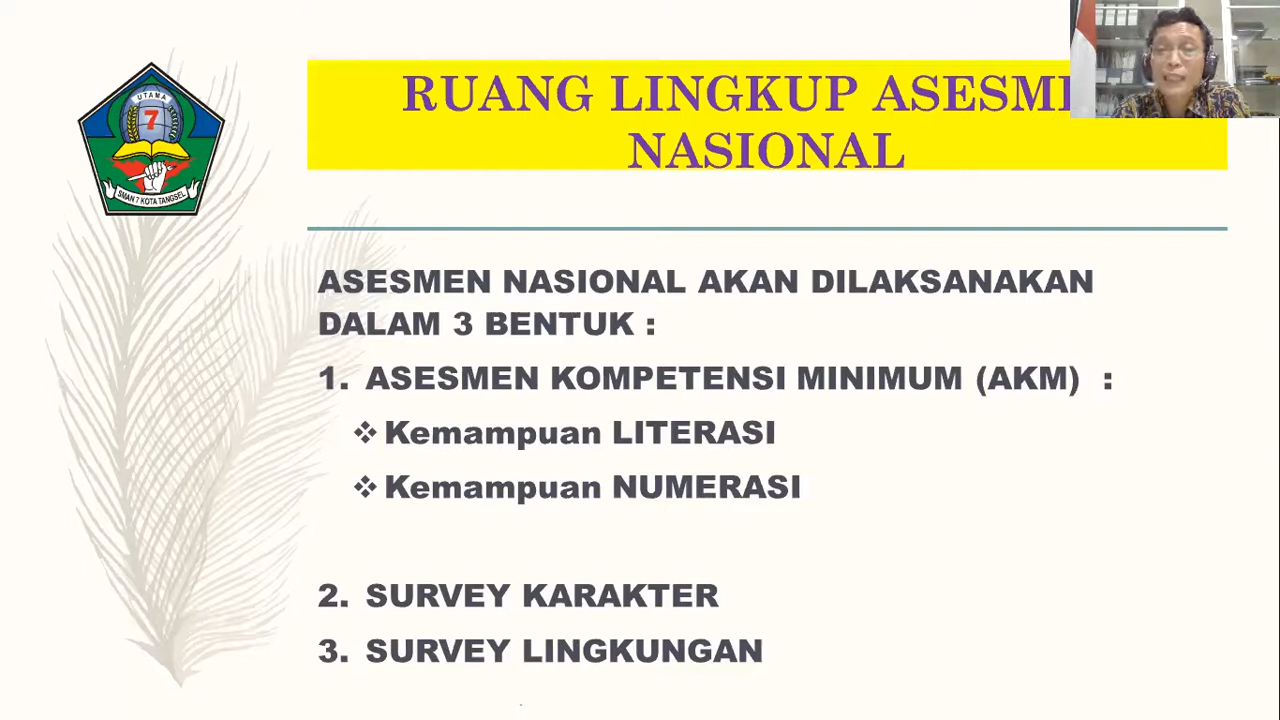 UTAMA
7
SMAN 7 KOTA TANGSEL
RUANG LINGKUP
NASIONAL
ASESMEN NASIONAL AKAN DILAKSANAKAN
DALAM 3 BENTUK :
1. ASESMEN KOMPETENSI MINIMUM (AKM) :
❖ Kemampuan LITERASI
❖ Kemampuan NUMERASI
2. SURVEY KARAKTER
3. SURVEY LINGKUNGAN